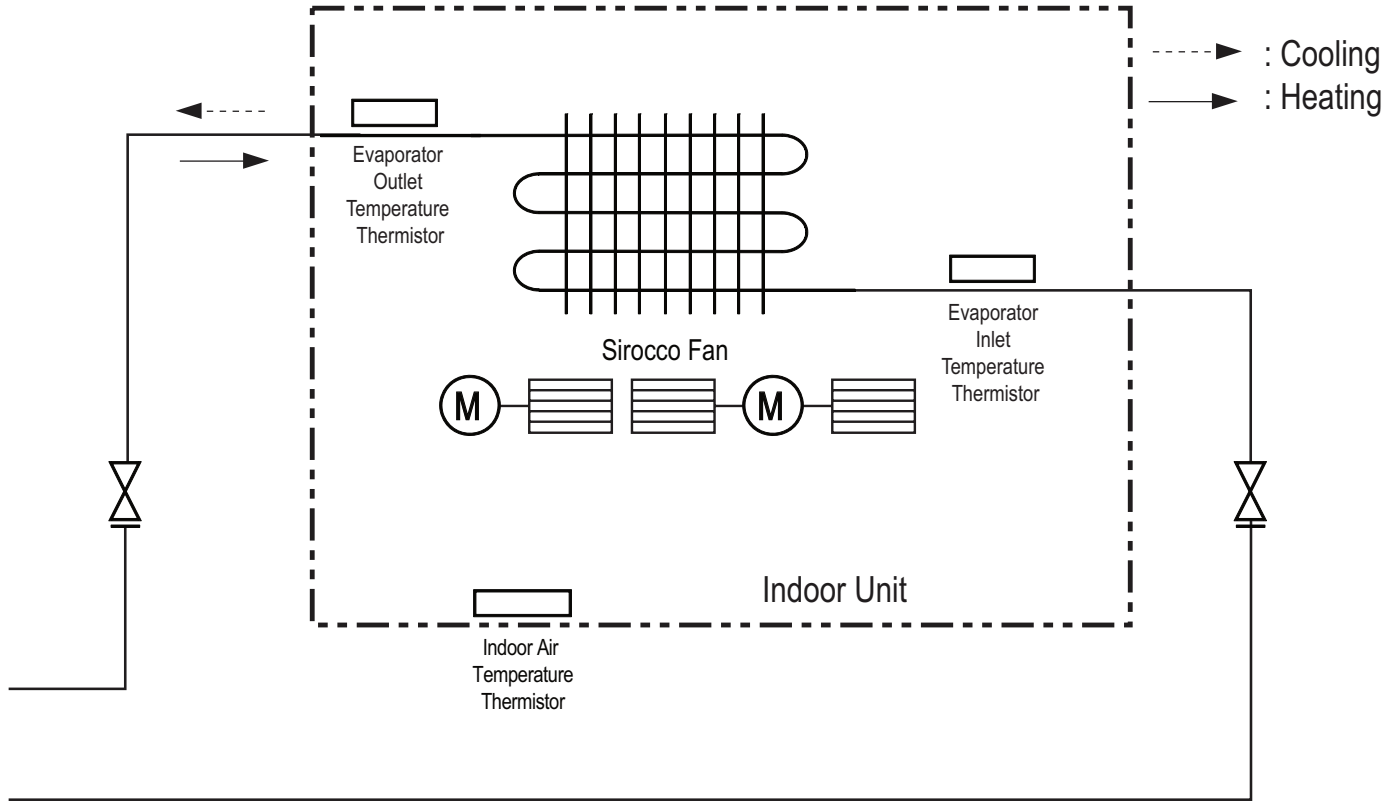 : Cooling
: Heating
Evaporator
Outlet
Temperature
Thermistor
Evaporator
Inlet
Temperature
Thermistor
Sirocco Fan
M
M
Indoor Unit
Indoor Air
Temperature
Thermistor